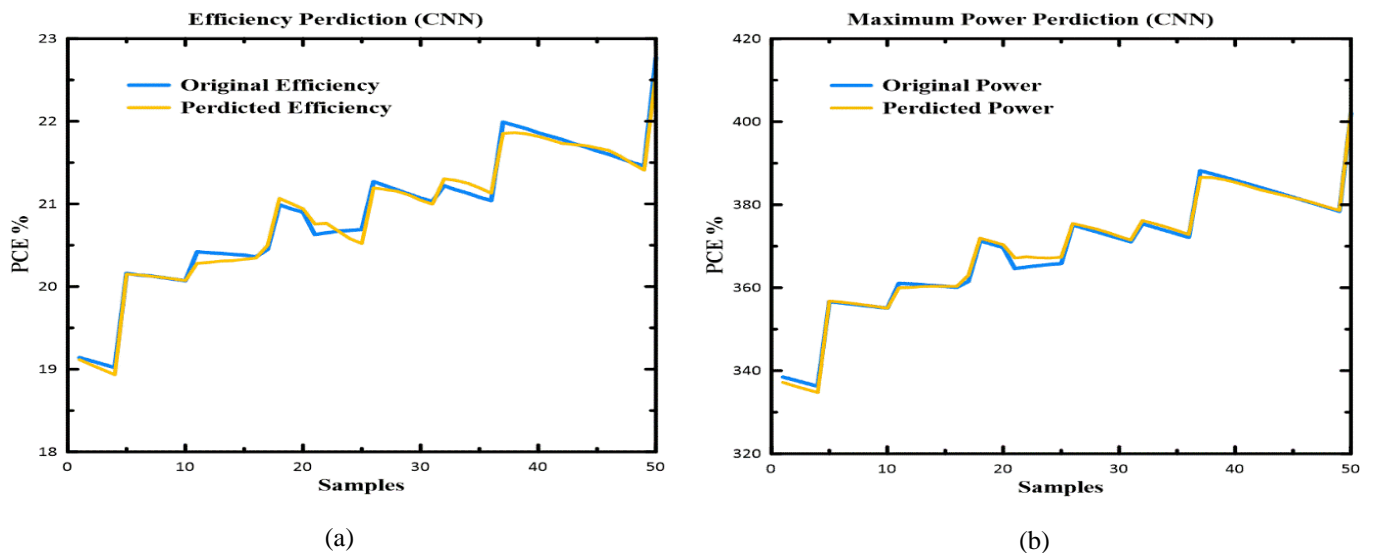 Efficiency Perdiction (CNN)
23
22
21
20
19
18
PCE %
Original Efficiency
Perdicted Efficiency
0
10
20
30
40
50
Samples
(a)
Maximum Power Perdiction (CNN)
420
400
380
360
340
320
PCE %
Original Power
Perdicted Power
0
10
20
30
40
50
Samples
(b)